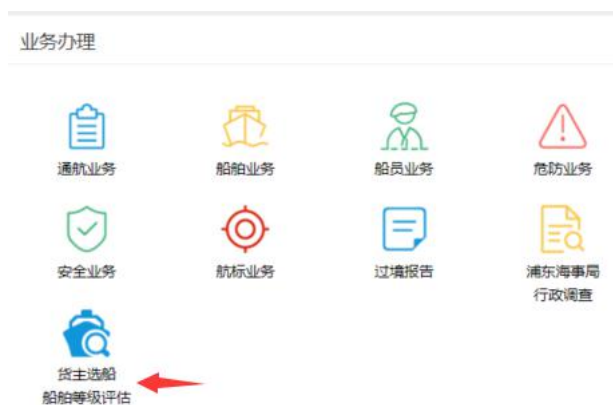 业务办理
通航业务
船舶业务
船员业务
危防业务
安全业务
航标业务
过境报告
浦东海事局
行政调查
货主选船
船舶等级评估